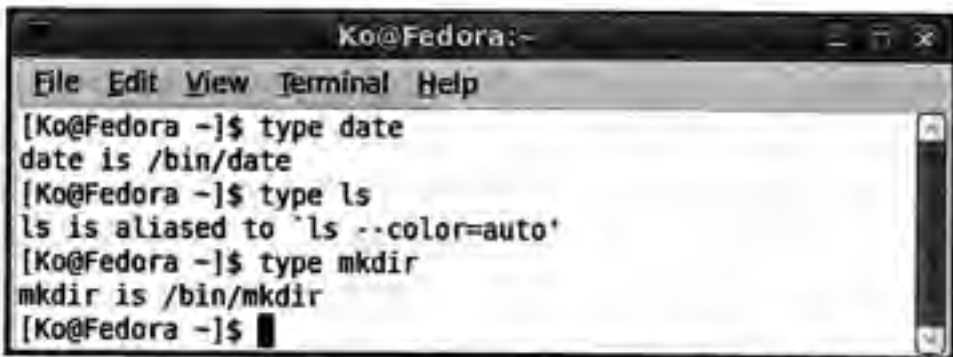 Ko@Fedora:~
File Edit View Terminal Help
[Ko@Fedora ~]$ type date
date is /bin/date
[Ko@Fedora ~]$ type ls
ls is aliased to `ls --color=auto'
[Ko@Fedora ~]$ type mkdir
mkdir is /bin/mkdir
[Ko@Fedora ~]$